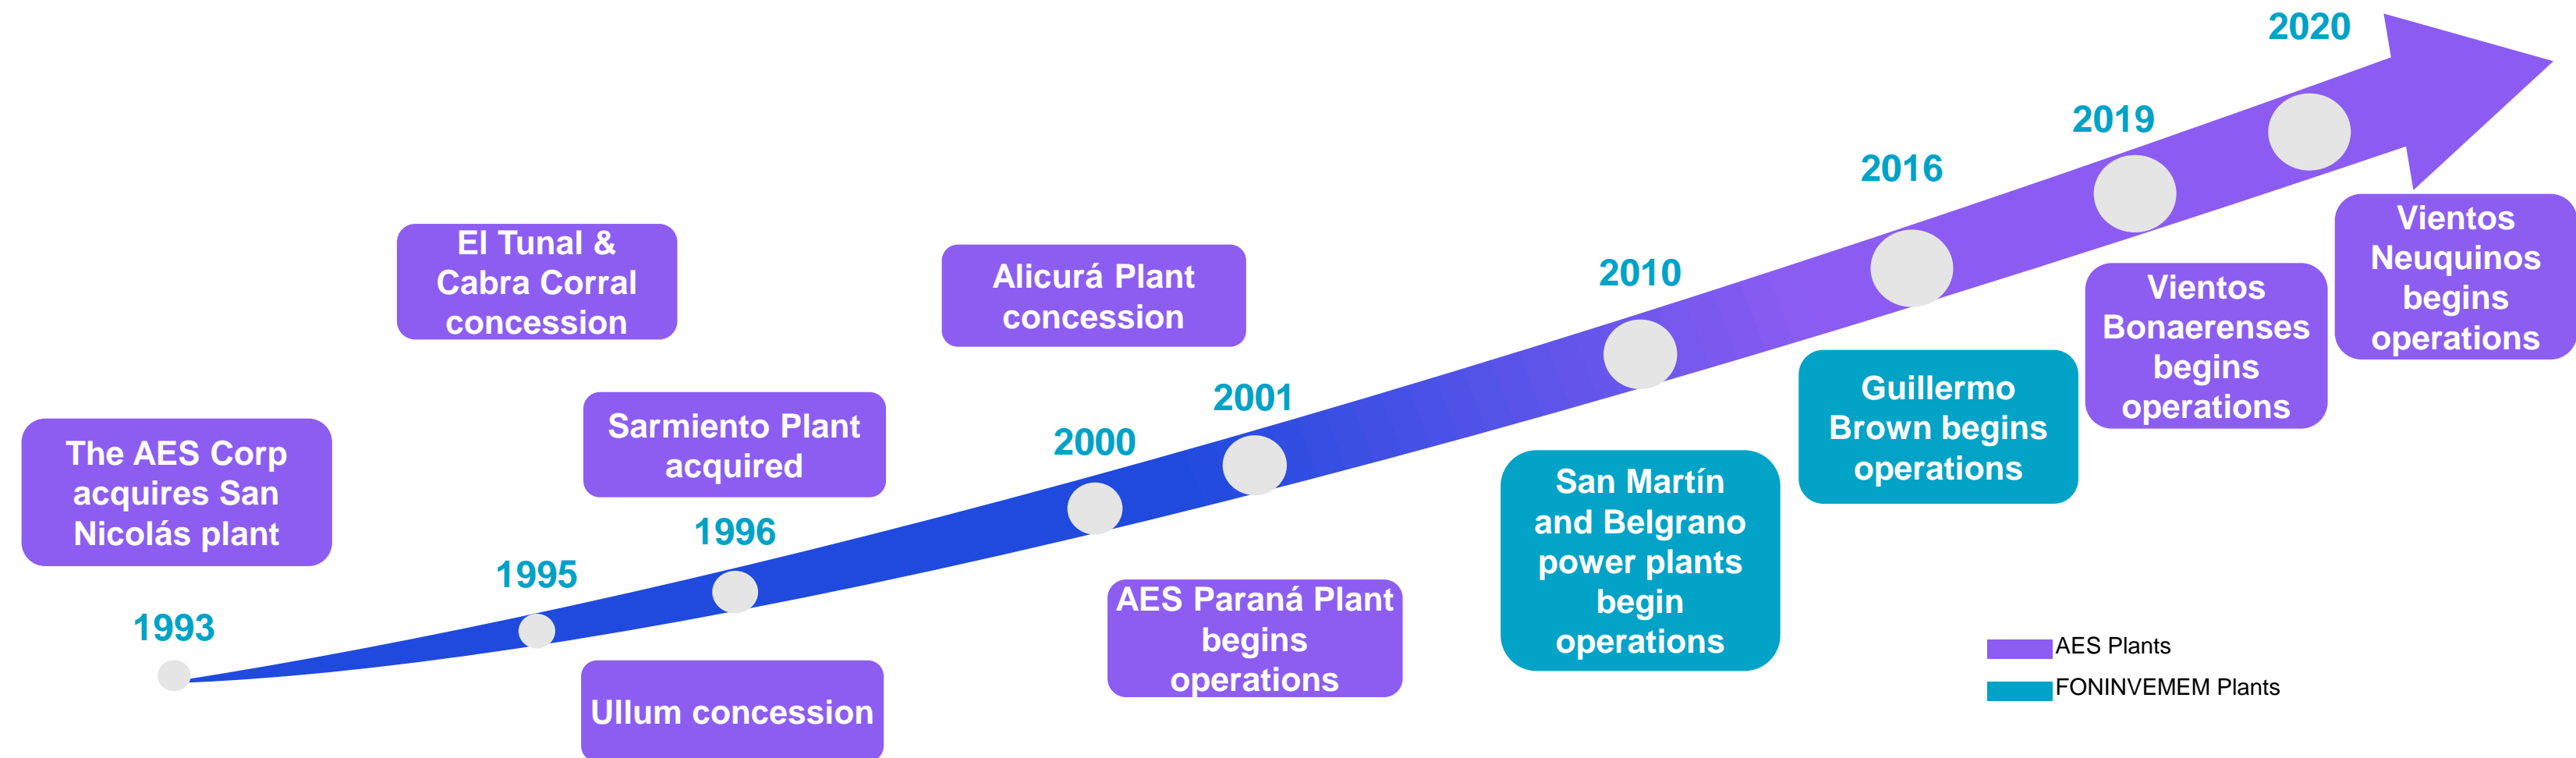 1993
The AES Corp
acquires San
Nicolás plant
1995
El Tunal &
Cabra Corral
concession
1996
Sarmiento Plant
acquired
Ullum concession
2000
Alicurá Plant
concession
2001
AES Paraná Plant
begins
operations
2010
San Martín
and Belgrano
power plants
begin
operations
2016
Guillermo
Brown begins
operations
2019
Vientos
Bonaerenses
begins
operations
2020
Vientos
Neuquinos
begins
operations
AES Plants
FONINVEMEM Plants